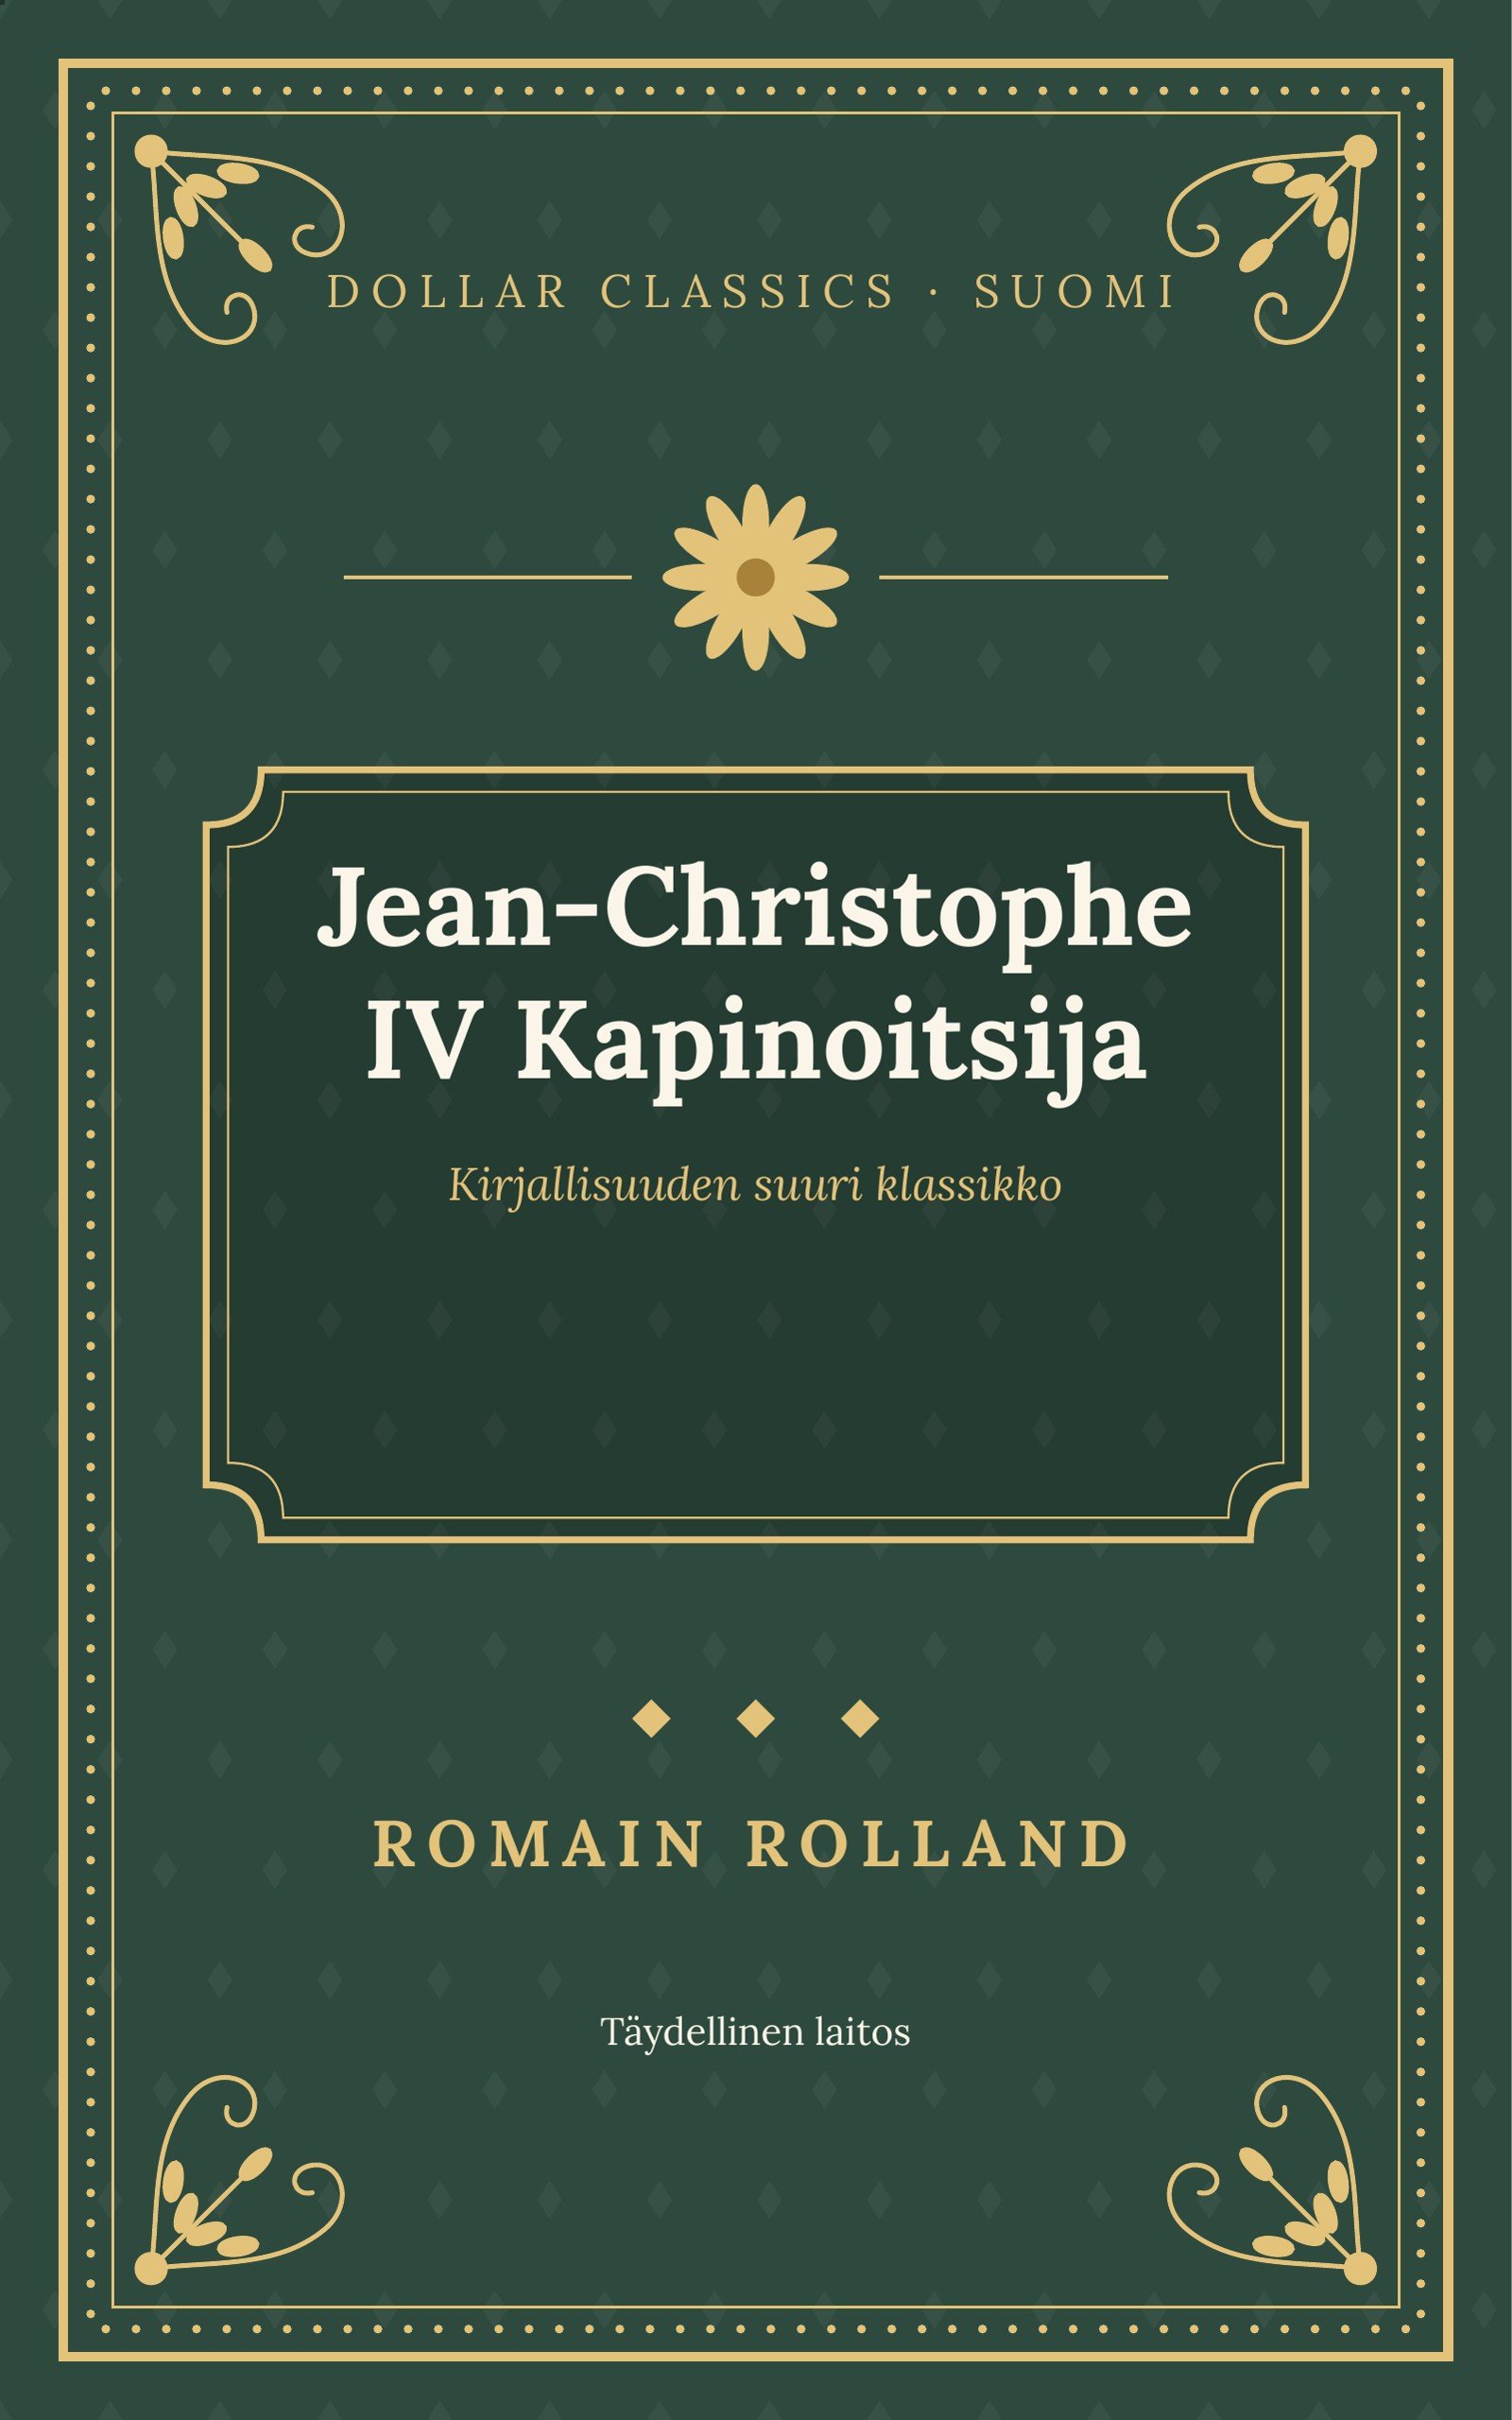 DOLLAR CLASSICS · SUOMI
Jean-Christophe
IV Kapinoitsija
Kirjallisuuden suuri klassikko
ROMAIN ROLLAND
Täydellinen laitos